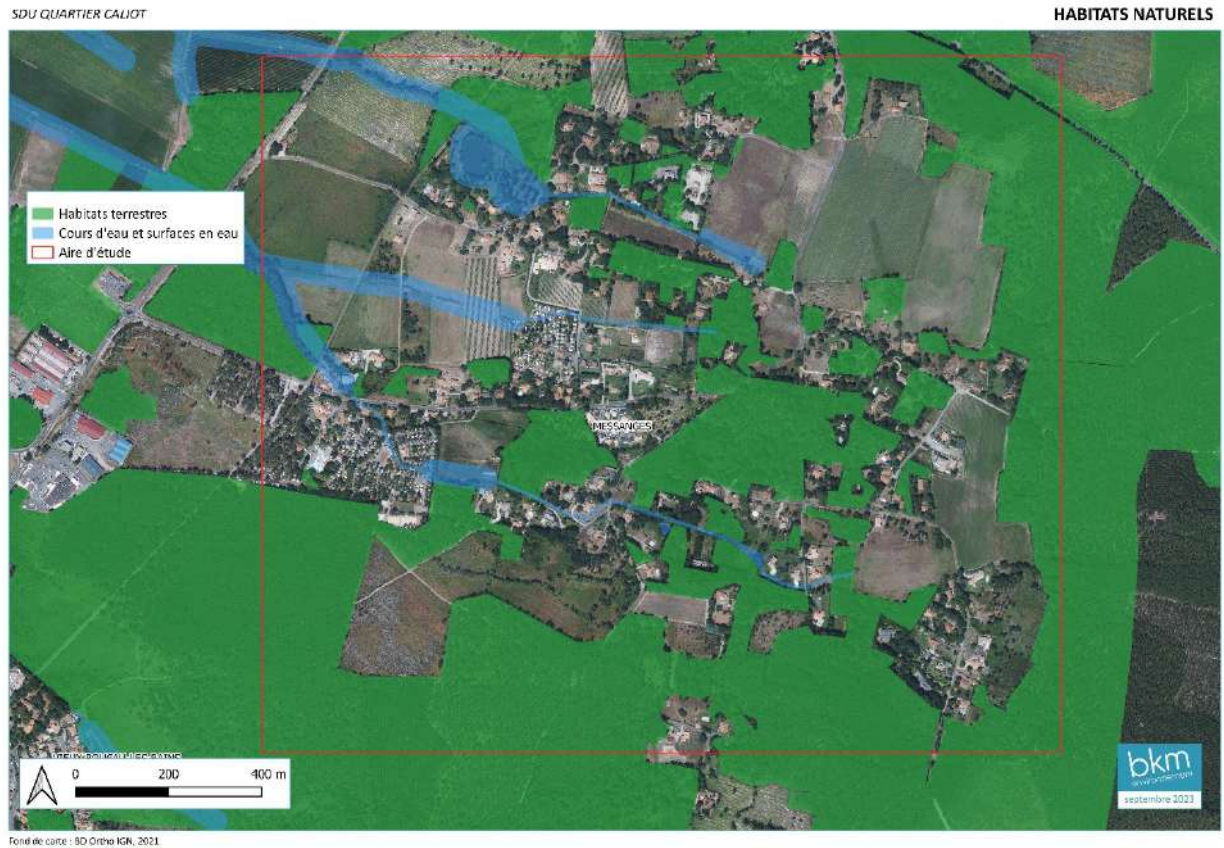 SDU QUARTIER CALIOT
HABITATS NATURELS
Habitats terrestres
Cours d'eau et surfaces en eau
Aire d'étude
MESSANGES
0 200 400 m
bkm
environnement
septembre 2023
Fond de carte : BD Ortho IGN, 2021